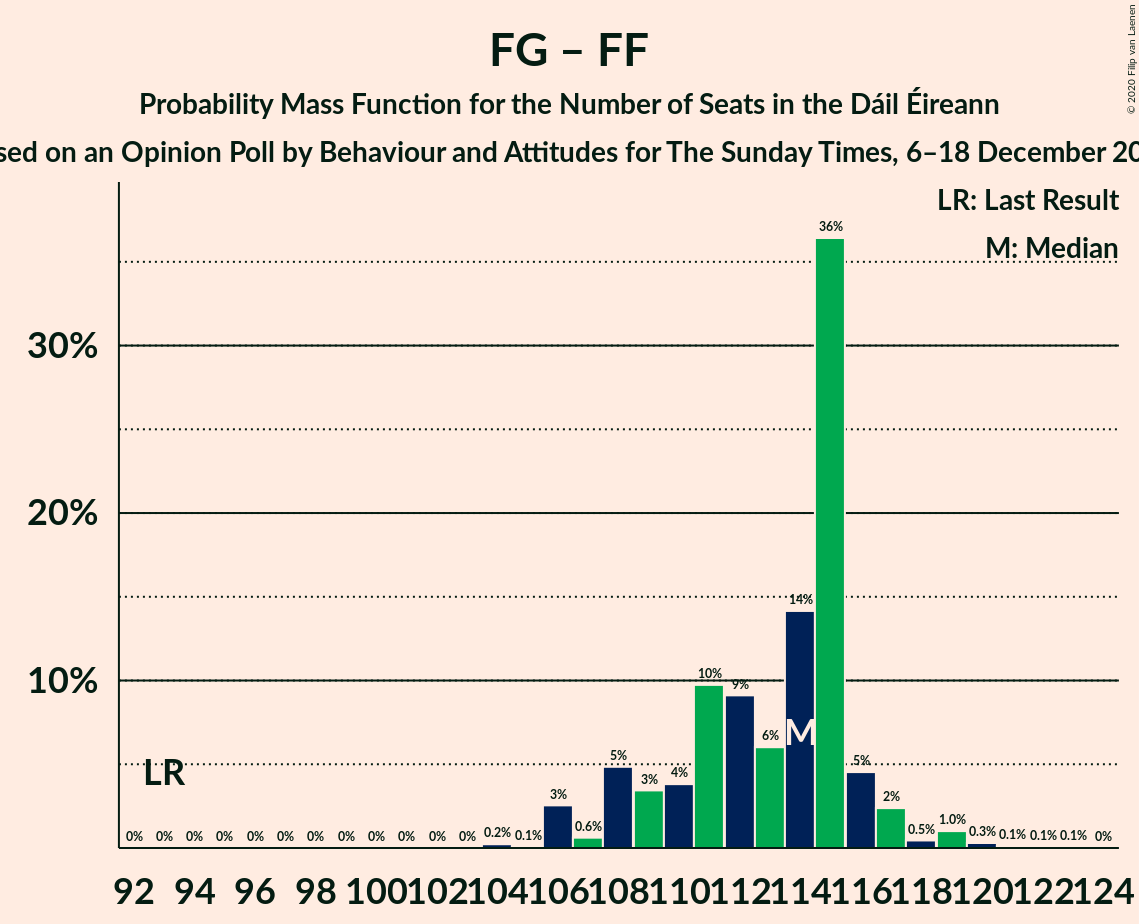 FG – FF
Probability Mass Function for the Number of Seats in the Dáil Éireann
sed on an Opinion Poll by Behaviour and Attitudes for The Sunday Times, 6–18 December 20
© 2020 Filip van Laenen
LR: Last Result
M: Median
36%
30%
20%
14%
10%
10%
9%
6%
M
5%
3%
4%
5%
LR
3%
2%
0% 0% 0% 0% 0% 0% 0% 0% 0% 0% 0% 0% 0.2% 0.1% 0.6% 0.5% 1.0% 0.3% 0.1% 0.1% 0.1% 0%
92 94 96 98 100 102 104 106 108 110 112 114 116 118 120 122 124